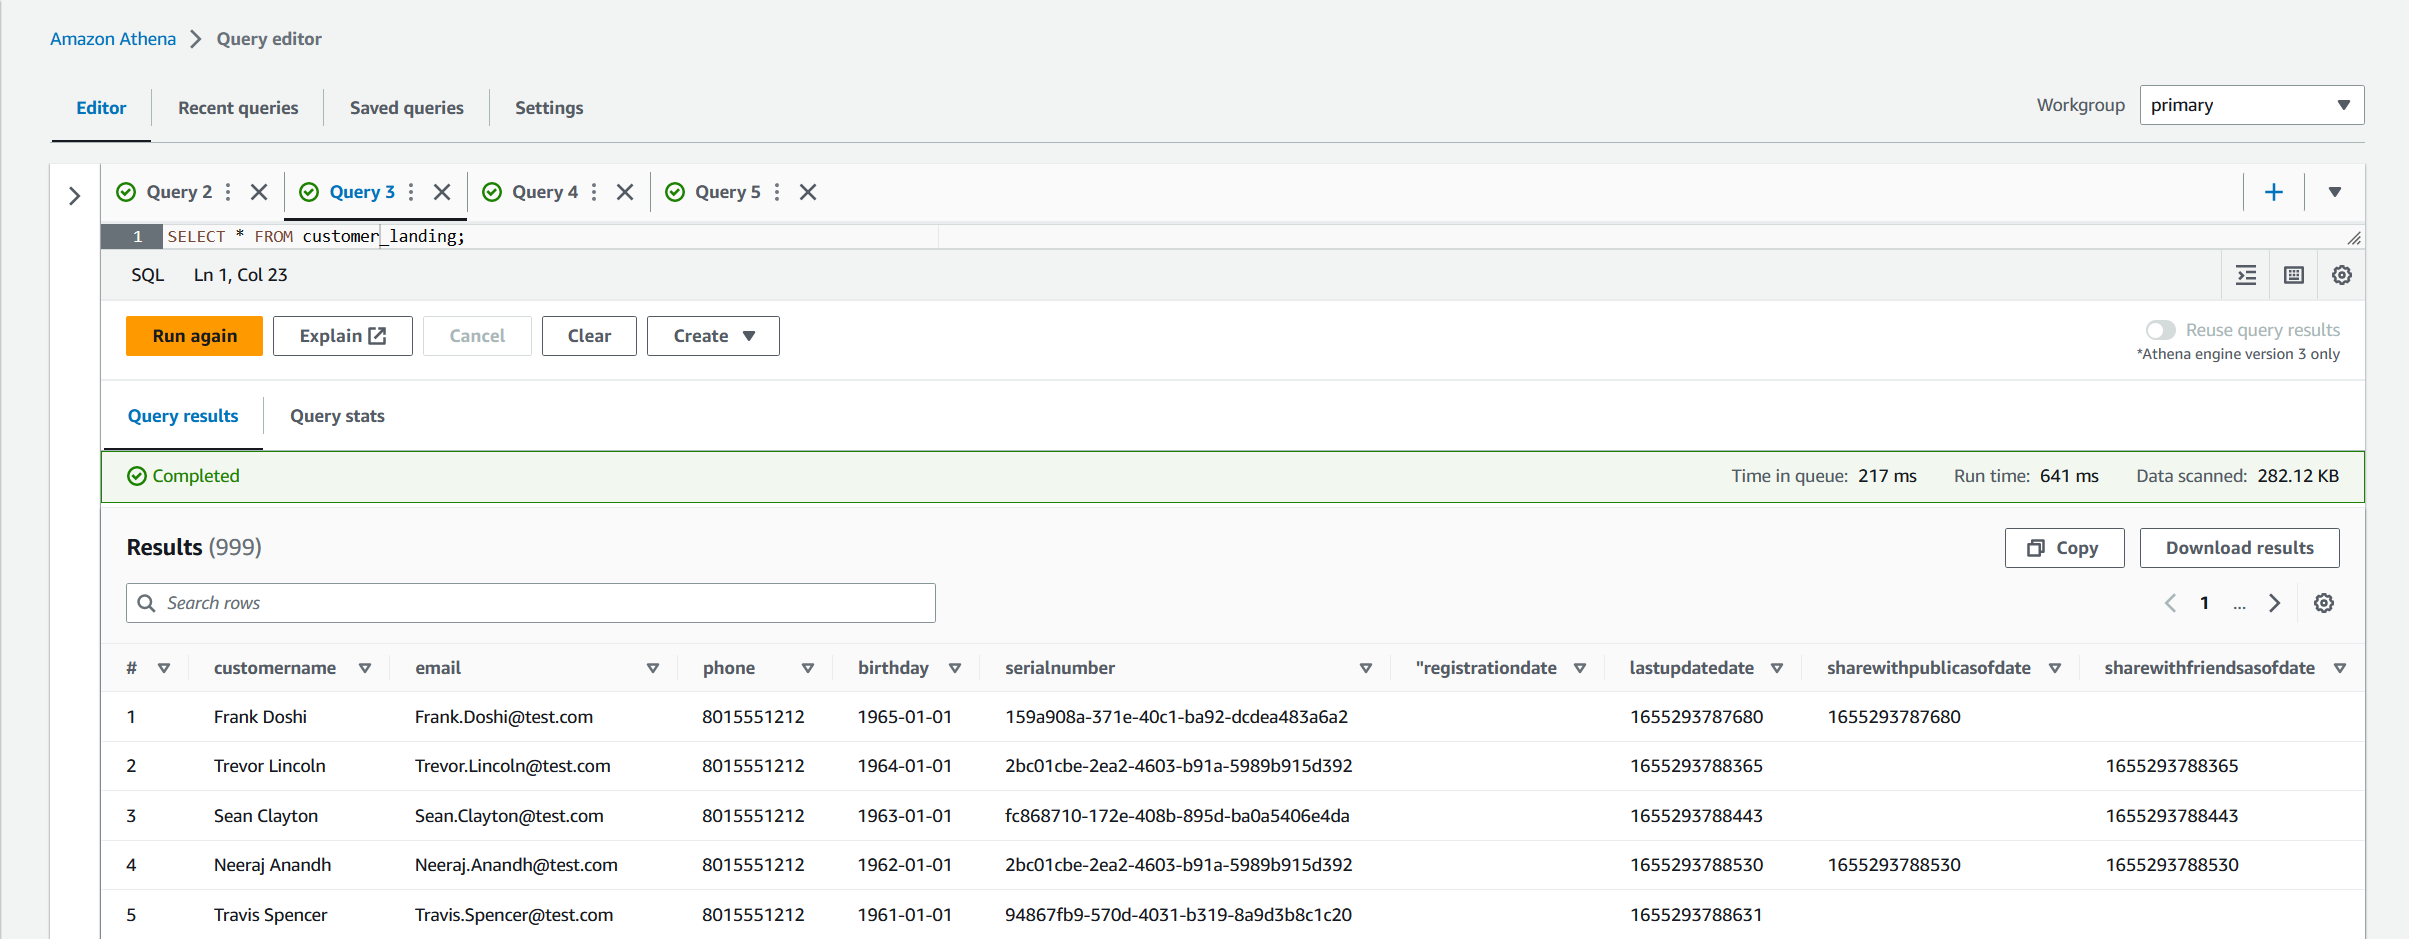 Amazon Athena > Query editor
Editor Recent queries Saved queries Settings Workgroup primary
Query 2 Query 3 Query 4 Query 5
1 SELECT * FROM customer_landing;
SQL Ln 1, Col 23
Run again Explain Cancel Clear Create Reuse query results
*Athena engine version 3 only
Query results Query stats
Completed Time in queue: 217 ms Run time: 641 ms Data scanned: 282.12 KB
Results (999) Copy Download results
Search rows 1 ...
# customername email phone birthday serialnumber "registrationdate lastupdatedate sharewithpublicasofdate sharewithfriendsasofdate
1 Frank Doshi Frank.Doshi@test.com 8015551212 1965-01-01 159a908a-371e-40c1-ba92-dcdea483a6a2 1655293787680 1655293787680
2 Trevor Lincoln Trevor.Lincoln@test.com 8015551212 1964-01-01 2bc01cbe-2ea2-4603-b91a-5989b915d392 1655293788365 1655293788365
3 Sean Clayton Sean.Clayton@test.com 8015551212 1963-01-01 fc868710-172e-408b-895d-ba0a5406e4da 1655293788443 1655293788443
4 Neeraj Anandh Neeraj.Anandh@test.com 8015551212 1962-01-01 2bc01cbe-2ea2-4603-b91a-5989b915d392 1655293788530 1655293788530 1655293788530
5 Travis Spencer Travis.Spencer@test.com 8015551212 1961-01-01 94867fb9-570d-4031-b319-8a9d3b8c1c20 1655293788631